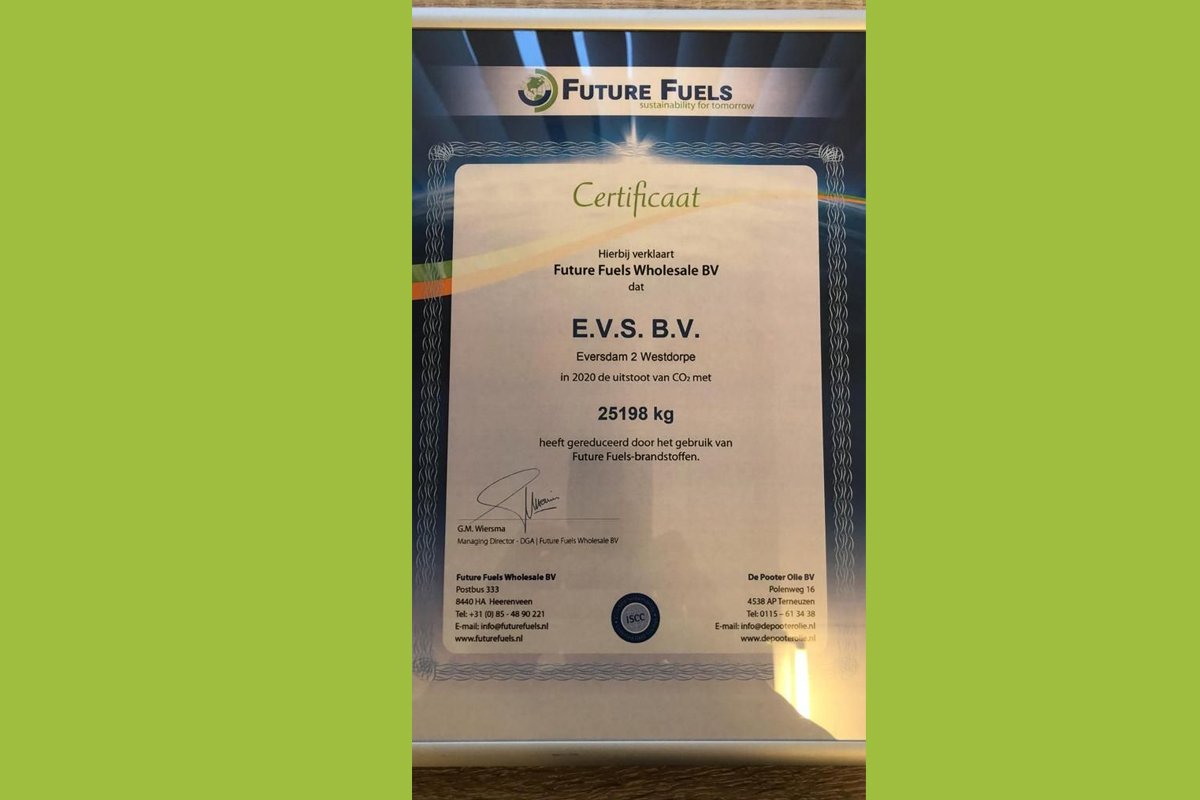 FUTURE FUELS
sustainability for tomorrow
Certificaat
Hierbij verklaart
Future Fuels Wholesale BV
dat
E.V.S. B.V.
Eversdam 2 Westdorpe
in 2020 de uitstoot van CO₂ met
25198 kg
heeft gereduceerd door het gebruik van
Future Fuels-brandstoffen.
G.M. Wiersma
Managing Director - DGA | Future Fuels Wholesale BV
Future Fuels Wholesale BV
Postbus 333
8440 HA Heerenveen
Tel: +31 (0) 85 - 48 90 221
E-mail: info@futurefuels.nl
www.futurefuels.nl
ISCC
De Pooter Olie BV
Polenweg 16
4538 AP Terneuzen
Tel: 0115 – 61 34 38
E-mail: info@depooterolie.nl
www.depooterolie.nl